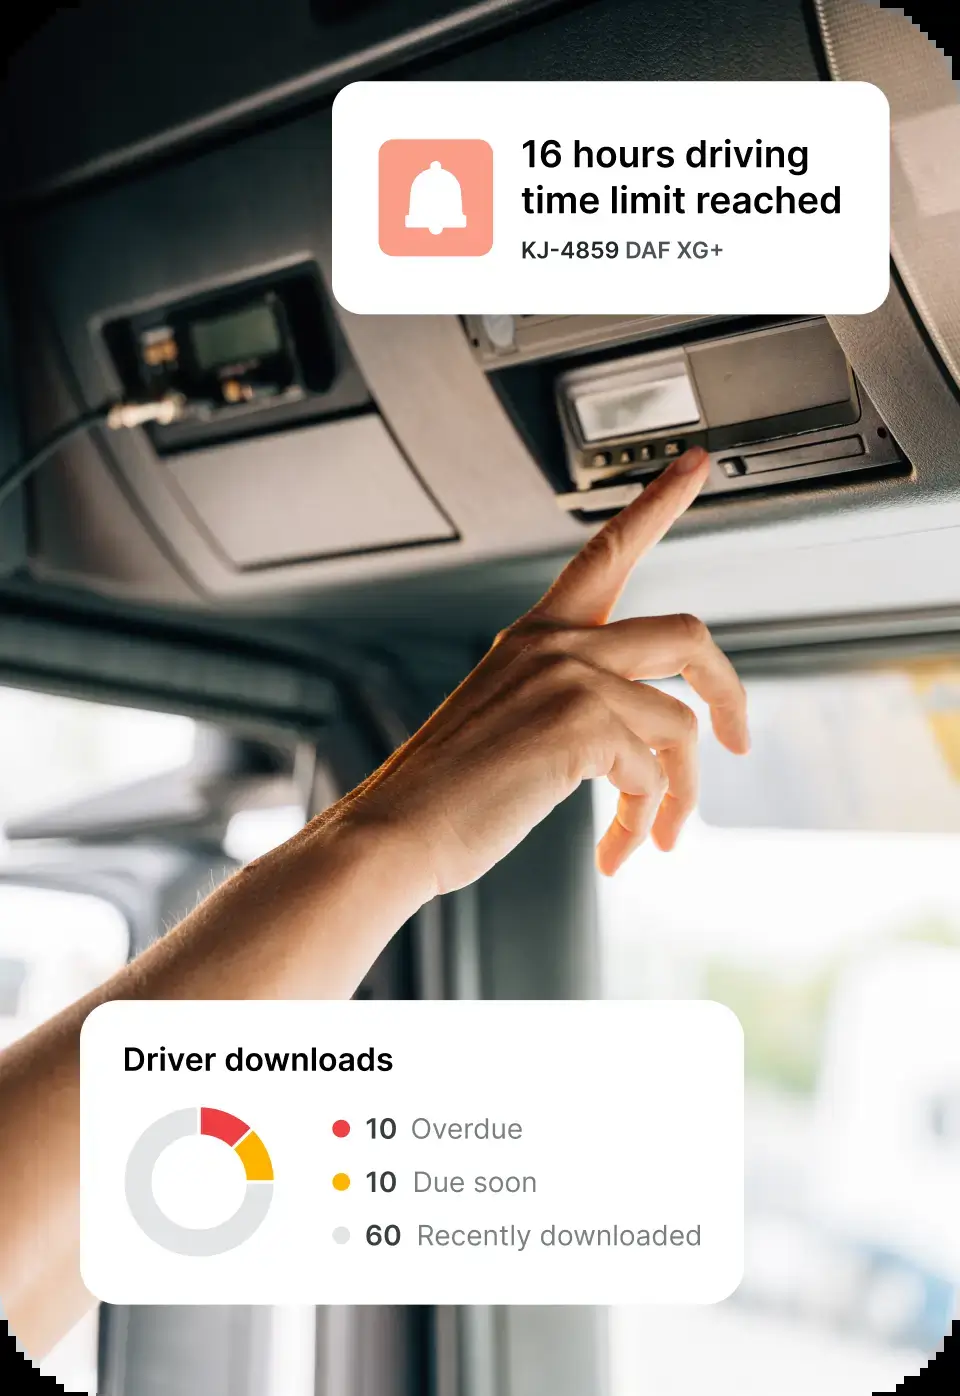 16 hours driving
time limit reached
KJ-4859 DAF XG+
Driver downloads
10 Overdue
10 Due soon
60 Recently downloaded